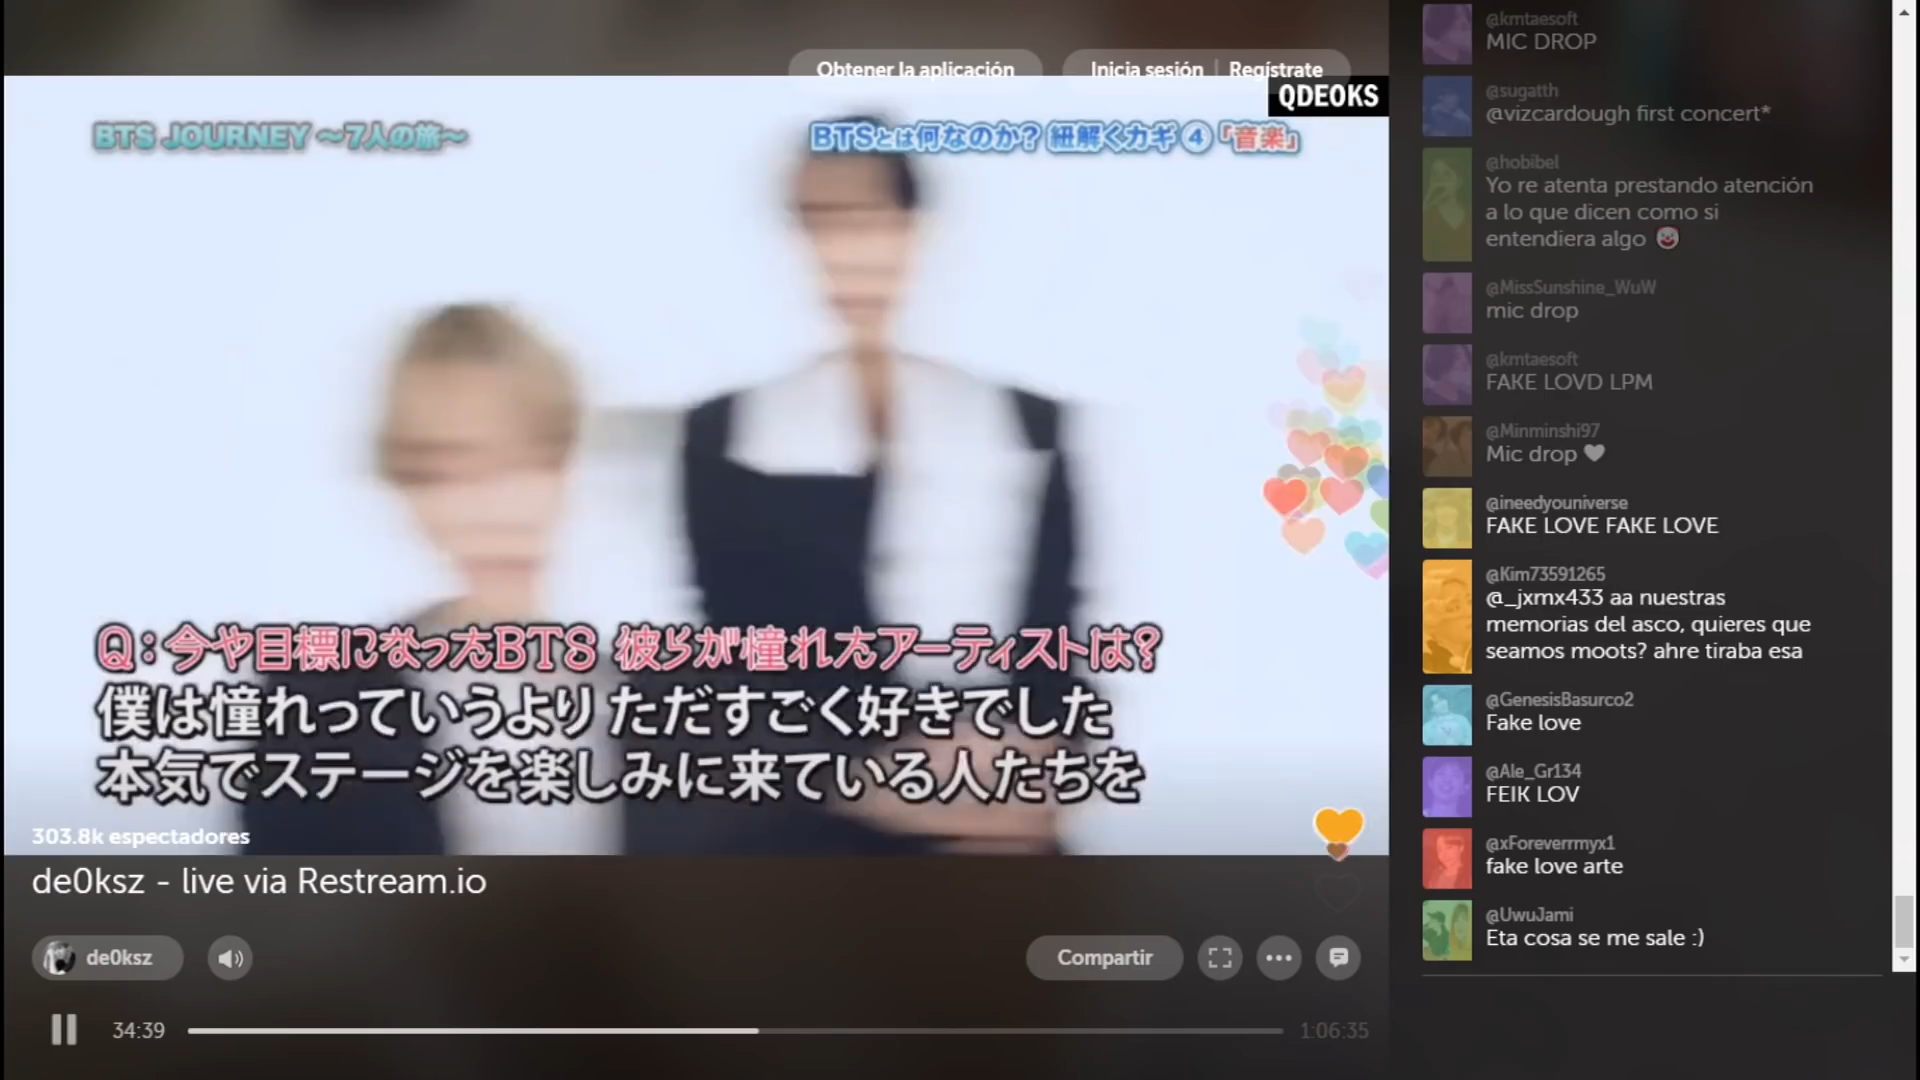 Obtener la aplicación
Inicia sesión | Regístrate
QDEOKS
BTS JOURNEY ～7人の旅～
BTSとは何なのか? 紐解くカギ④「音楽」
Q:今や目標になったBTS 彼らが憧れたアーティストは?
僕は憧れっていうより ただすごく好きでした
本気でステージを楽しみに来ている人たちを
303.8k espectadores
de0ksz - live via Restream.io
de0ksz
Compartir
34:39
1:06:35
@kmtaesoft
MIC DROP
@sugatth
@vizcardough first concert*
@hobibel
Yo re atenta prestando atención
a lo que dicen como si
entendiera algo 🤡
@MissSunshine_WuW
mic drop
@kmtaesoft
FAKE LOVD LPM
@Minminshi97
Mic drop 🖤
@ineedyouniverse
FAKE LOVE FAKE LOVE
@Kim73591265
@_jxmx433 aa nuestras
memorias del asco, quieres que
seamos moots? ahre tiraba esa
@GenesisBasurco2
Fake love
@Ale_Gr134
FEIK LOV
@xForeverrmyx1
fake love arte
@UwuJami
Eta cosa se me sale :)